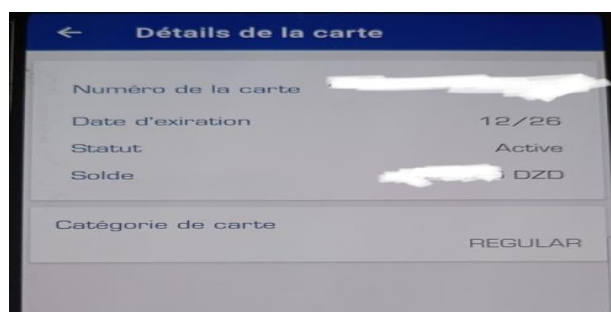 ← Détails de la carte
Numéro de la carte
Date d'exiration 12/26
Statut Active
Solde DZD
Catégorie de carte
REGULAR